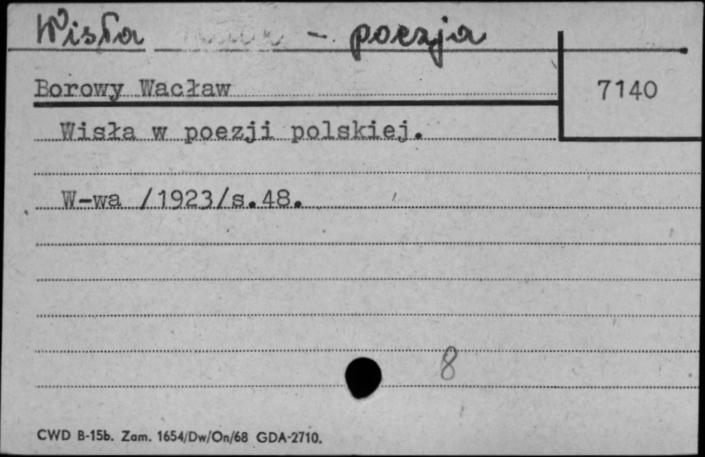 Wisła - poezja
Borowy Wacław
7140
Wisła w poezji polskiej.
W-wa /1923/s.48.
8
CWD B-15b. Zam. 1654/Dw/On/68 GDA-2710.